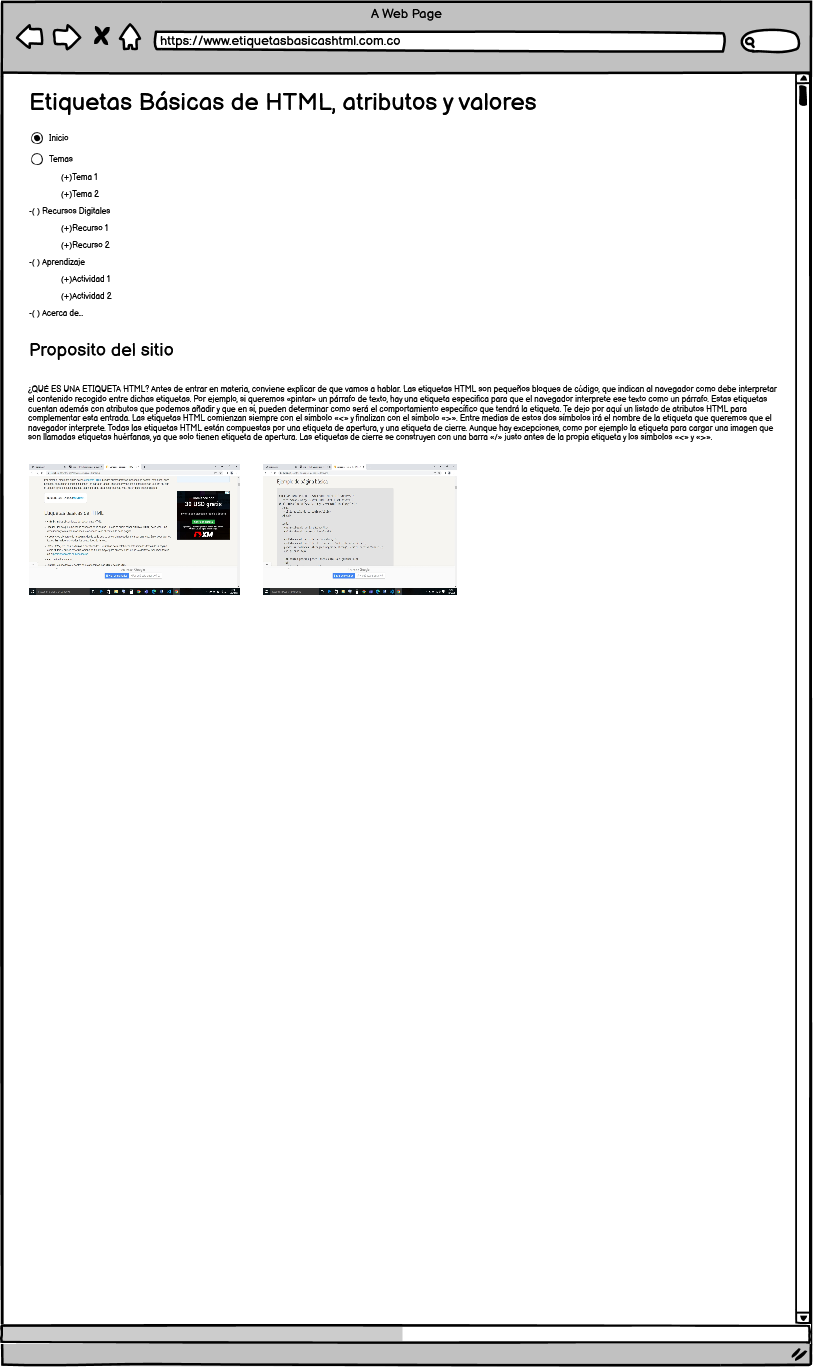 A Web Page
https://www.etiquetasbasicashtml.com.co
Etiquetas Básicas de HTML, atributos y valores
Inicio
Temas
(+)Tema 1
(+)Tema 2
-( ) Recursos Digitales
(+)Recurso 1
(+)Recurso 2
-( ) Aprendizaje
(+)Actividad 1
(+)Actividad 2
-( ) Acerca de...
Proposito del sitio
¿QUÉ ES UNA ETIQUETA HTML? Antes de entrar en materia, conviene explicar de que vamos a hablar. Las etiquetas HTML son pequeños bloques de código, que indican al navegador como debe interpretar
el contenido recogido entre dichas etiquetas. Por ejemplo, si queremos «pintar» un párrafo de texto, hay una etiqueta especifica para que el navegador interprete ese texto como un párrafo. Estas etiquetas
cuentan además con atributos que podemos añadir y que en sí, pueden determinar como será el comportamiento específico que tendrá la etiqueta. Te dejo por aquí un listado de atributos HTML para
complementar esta entrada. Las etiquetas HTML comienzan siempre con el símbolo «<» y finalizan con el símbolo «>». Entre medias de estos dos símbolos irá el nombre de la etiqueta que queremos que el
navegador interprete. Todas las etiquetas HTML están compuestas por una etiqueta de apertura, y una etiqueta de cierre. Aunque hay excepciones, como por ejemplo la etiqueta para cargar una imagen que
son llamadas etiquetas huérfanas, ya que solo tienen etiqueta de apertura. Las etiquetas de cierre se construyen con una barra «/» justo antes de la propia etiqueta y los símbolos «<» y «>».
30 USD gratis
XM
Ejemplo de página básica